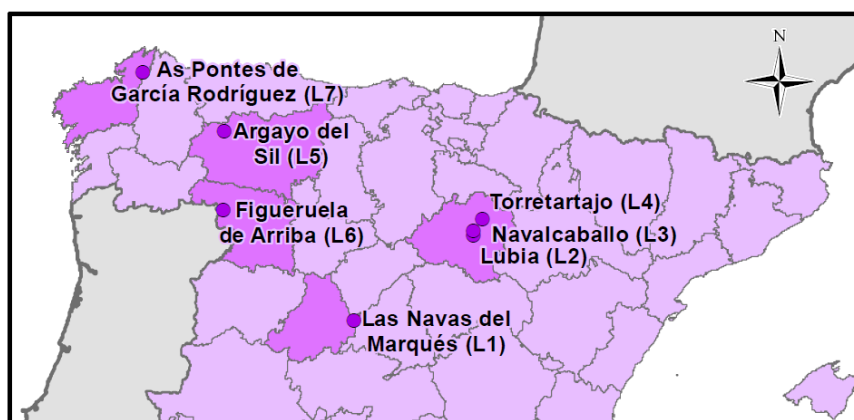 N
As Pontes de
García Rodríguez (L7)
Argayo del
Sil (L5)
Figueruela
de Arriba (L6)
Torretartajo (L4)
Navalcaballo (L3)
Lubia (L2)
Las Navas del
Marqués (L1)